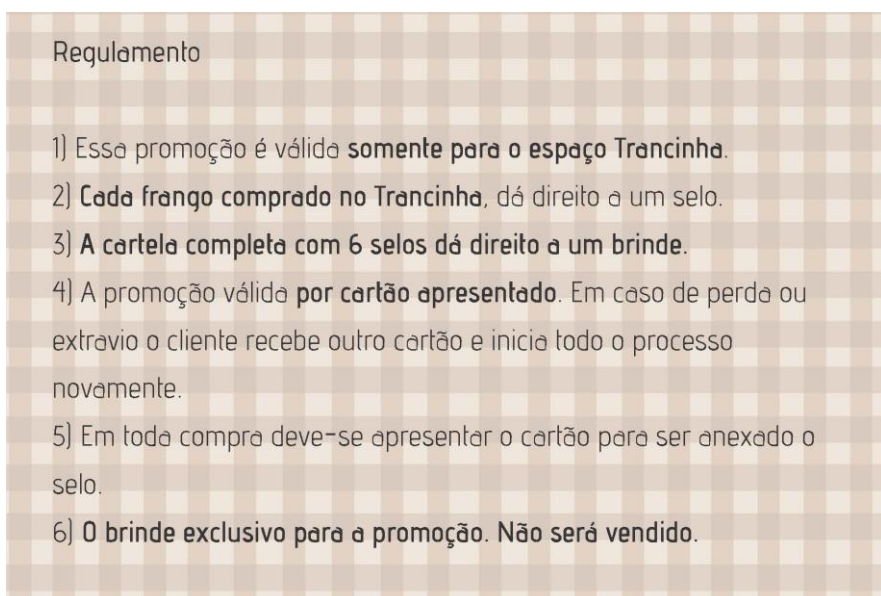 Regulamento
1) Essa promoção é válida somente para o espaço Trancinha.
2) Cada frango comprado no Trancinha, dá direito a um selo.
3) A cartela completa com 6 selos dá direito a um brinde.
4) A promoção válida por cartão apresentado. Em caso de perda ou
extravio o cliente recebe outro cartão e inicia todo o processo
novamente.
5) Em toda compra deve-se apresentar o cartão para ser anexado o
selo.
6) O brinde exclusivo para a promoção. Não será vendido.